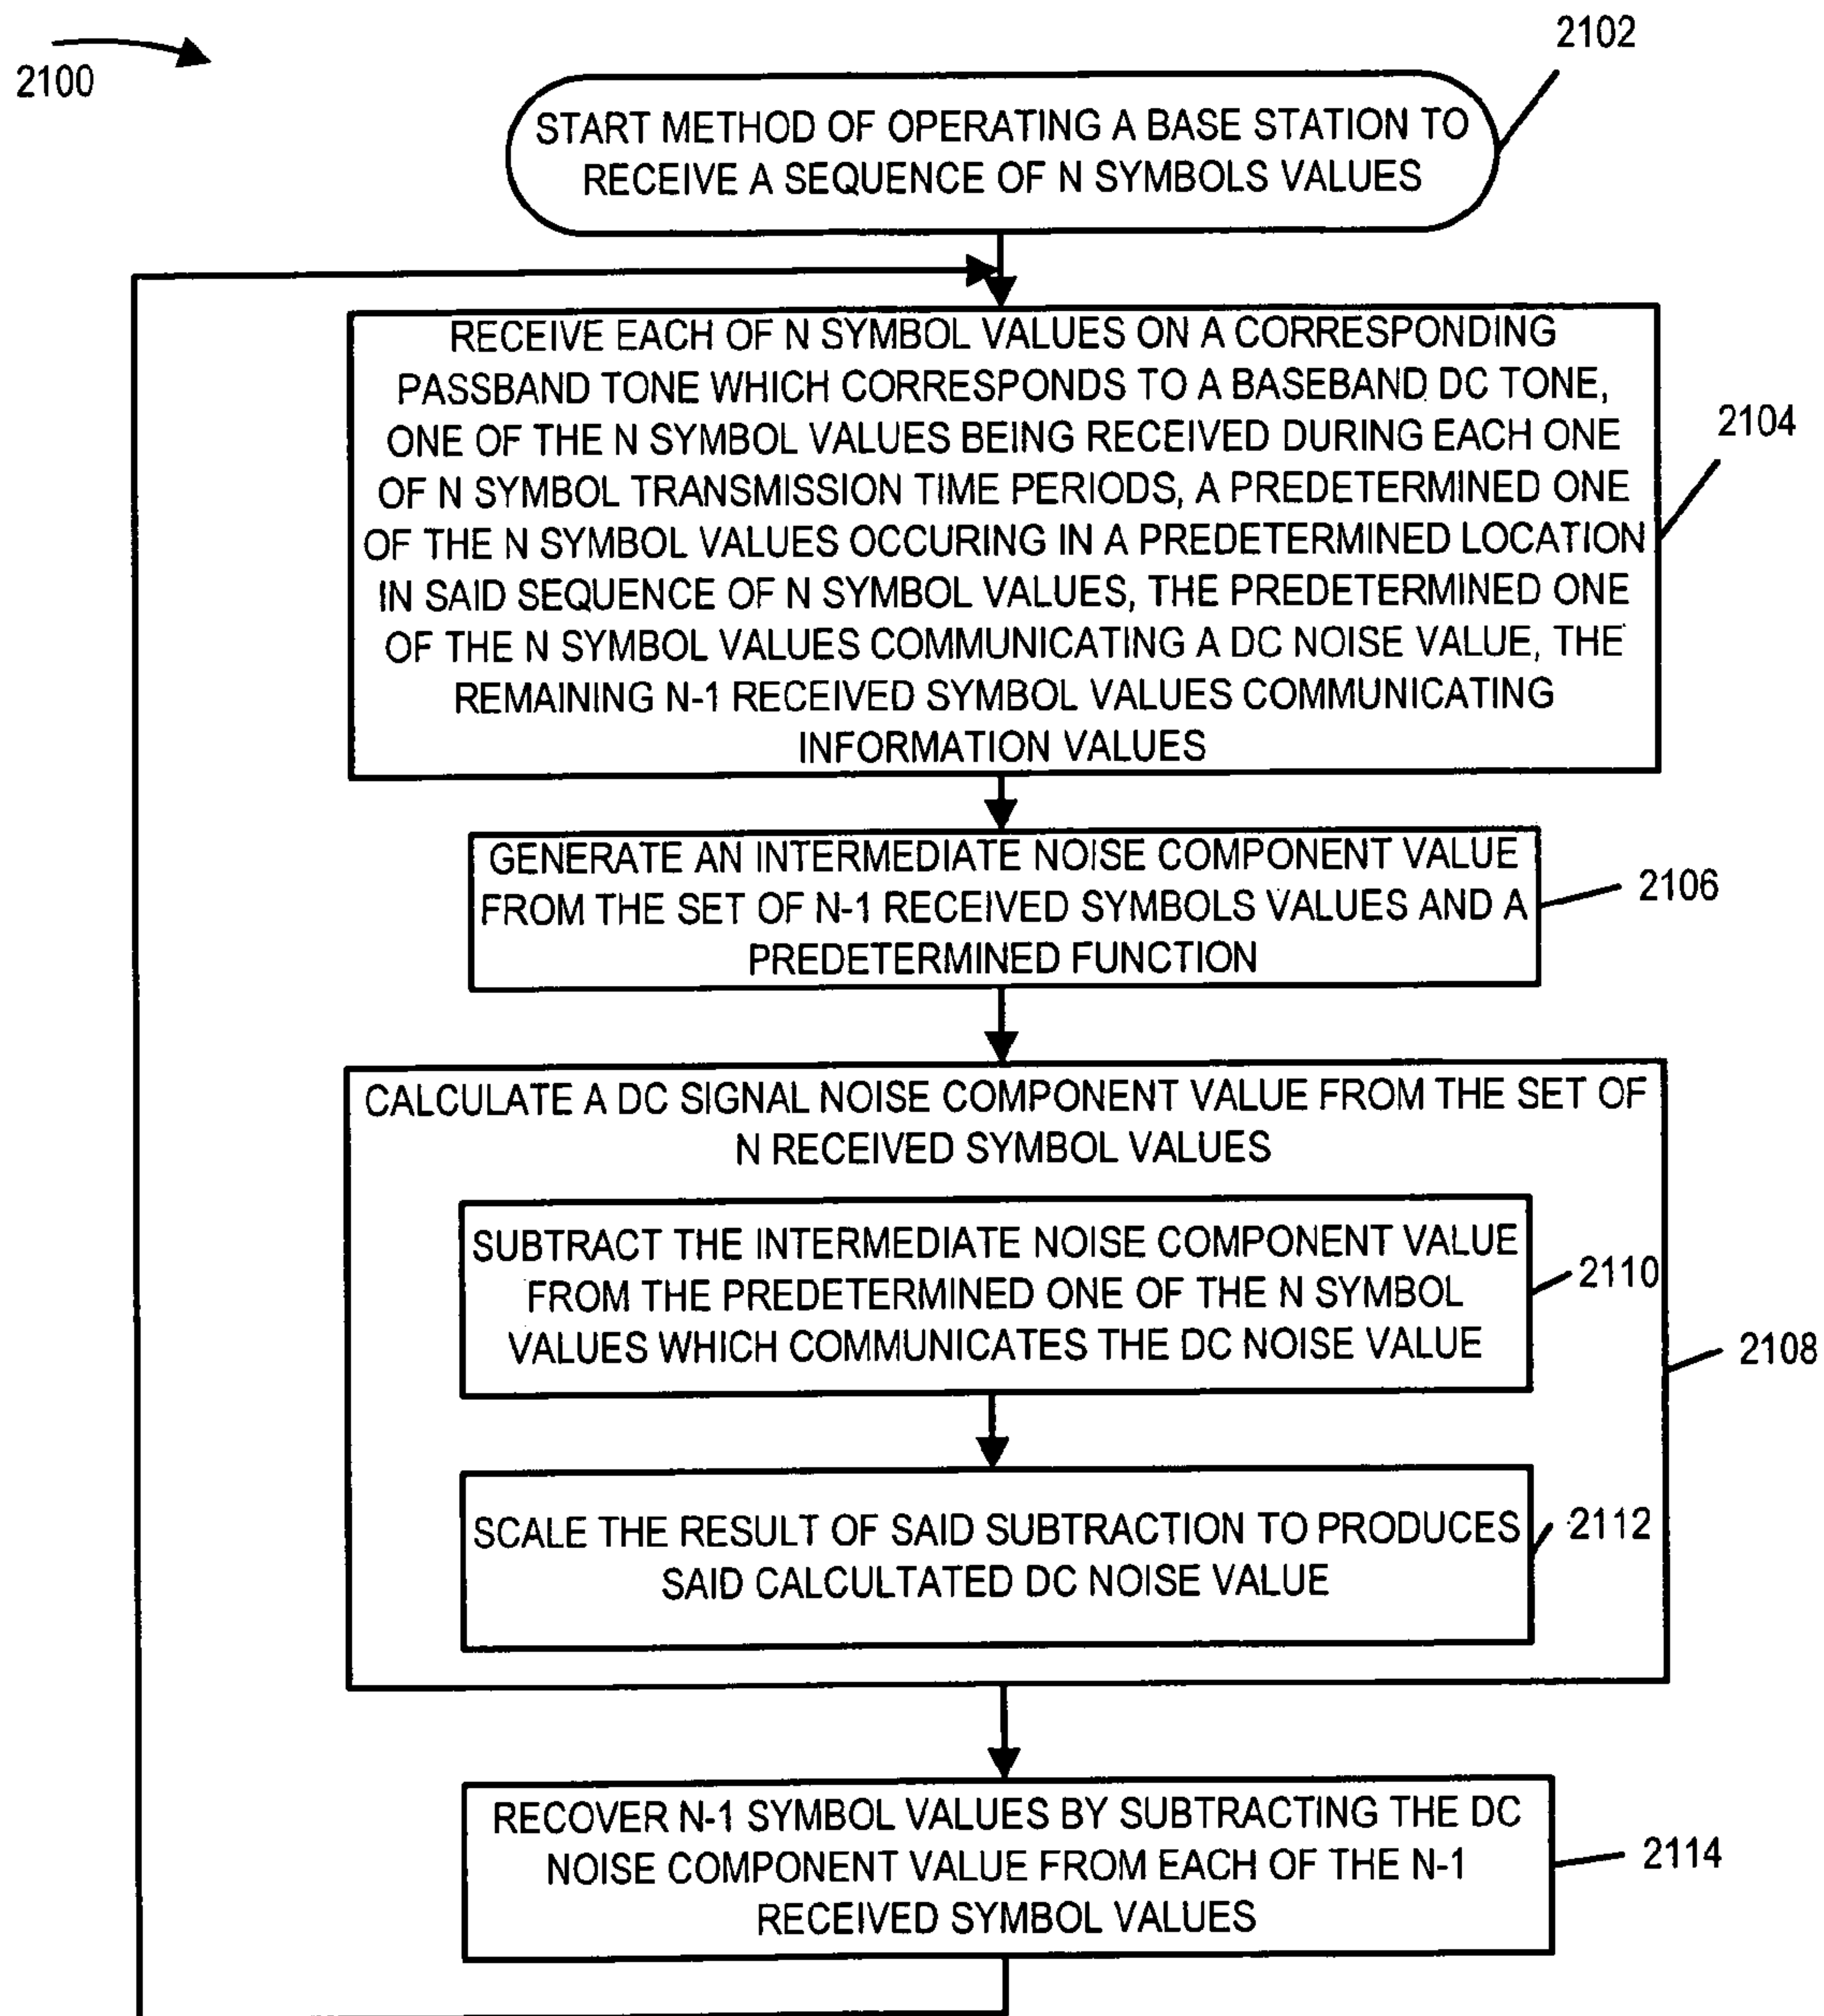 2100
2102
START METHOD OF OPERATING A BASE STATION TO
RECEIVE A SEQUENCE OF N SYMBOLS VALUES
RECEIVE EACH OF N SYMBOL VALUES ON A CORRESPONDING
PASSBAND TONE WHICH CORRESPONDS TO A BASEBAND DC TONE,
ONE OF THE N SYMBOL VALUES BEING RECEIVED DURING EACH ONE
OF N SYMBOL TRANSMISSION TIME PERIODS, A PREDETERMINED ONE
OF THE N SYMBOL VALUES OCCURING IN A PREDETERMINED LOCATION
IN SAID SEQUENCE OF N SYMBOL VALUES, THE PREDETERMINED ONE
OF THE N SYMBOL VALUES COMMUNICATING A DC NOISE VALUE, THE
REMAINING N-1 RECEIVED SYMBOL VALUES COMMUNICATING
INFORMATION VALUES
2104
GENERATE AN INTERMEDIATE NOISE COMPONENT VALUE
FROM THE SET OF N-1 RECEIVED SYMBOLS VALUES AND A
PREDETERMINED FUNCTION
2106
CALCULATE A DC SIGNAL NOISE COMPONENT VALUE FROM THE SET OF
N RECEIVED SYMBOL VALUES
SUBTRACT THE INTERMEDIATE NOISE COMPONENT VALUE
FROM THE PREDETERMINED ONE OF THE N SYMBOL
VALUES WHICH COMMUNICATES THE DC NOISE VALUE
2110
2108
SCALE THE RESULT OF SAID SUBTRACTION TO PRODUCES
SAID CALCULTATED DC NOISE VALUE
2112
RECOVER N-1 SYMBOL VALUES BY SUBTRACTING THE DC
NOISE COMPONENT VALUE FROM EACH OF THE N-1
RECEIVED SYMBOL VALUES
2114